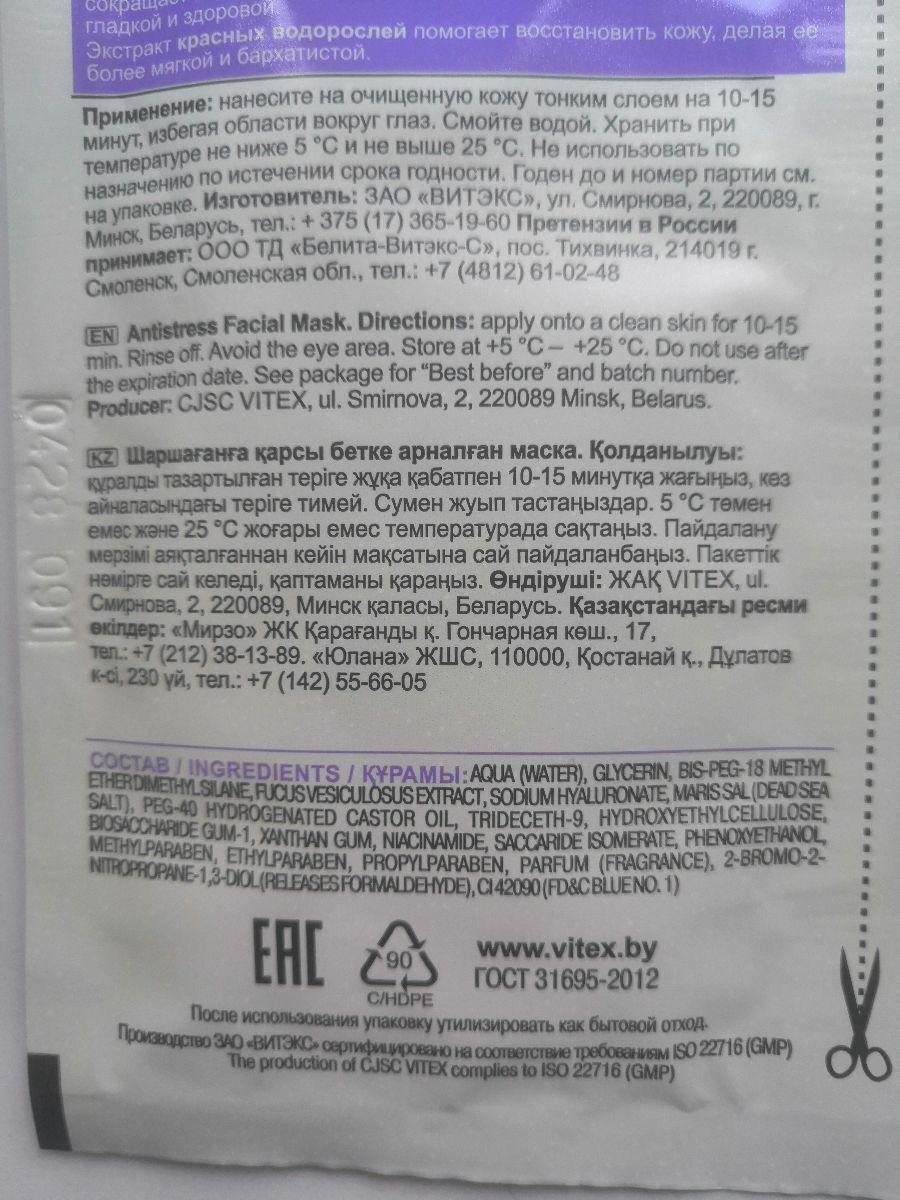 сокращает
гладкой и здоровой.
Экстракт красных водорослей помогает восстановить кожу, делая ее
более мягкой и бархатистой.
Применение: нанесите на очищенную кожу тонким слоем на 10-15
минут, избегая области вокруг глаз. Смойте водой. Хранить при
температуре не ниже 5 °C и не выше 25 °C. Не использовать по
назначению по истечении срока годности. Годен до и номер партии см.
на упаковке. Изготовитель: ЗАО «ВИТЭКС», ул. Смирнова, 2, 220089, г.
Минск, Беларусь, тел.: + 375 (17) 365-19-60 Претензии в России
принимает: ООО ТД «Белита-Витэкс-С», пос. Тихвинка, 214019 г.
Смоленск, Смоленская обл., тел.: +7 (4812) 61-02-48
EN Antistress Facial Mask. Directions: apply onto a clean skin for 10-15
min. Rinse off. Avoid the eye area. Store at +5 °C – +25 °C. Do not use after
the expiration date. See package for “Best before” and batch number.
Producer: CJSC VITEX, ul. Smirnova, 2, 220089 Minsk, Belarus.
0428 091
KZ Шаршағанға қарсы бетке арналған маска. Қолданылуы:
құралды тазартылған теріге жұқа қабатпен 10-15 минутқа жағыңыз, көз
айналасындағы теріге тимей. Сумен жуып тастаңыздар. 5 °C төмен
емес және 25 °C жоғары емес температурада сақтаңыз. Пайдалану
мерзімі аяқталғаннан кейін мақсатына сай пайдаланбаңыз. Пакеттік
нөмірге сай келеді, қаптаманы қараңыз. Өндіруші: ЖАҚ VITEX, ul.
Смирнова, 2, 220089, Минск қаласы, Беларусь. Қазақстандағы ресми
өкілдер: «Мирзо» ЖК Қарағанды қ. Гончарная көш., 17,
тел.: +7 (212) 38-13-89. «Юлана» ЖШС, 110000, Қостанай қ., Дұлатов
к-сі, 230 үй, тел.: +7 (142) 55-66-05
СОСТАВ / INGREDIENTS / ҚҰРАМЫ: AQUA (WATER), GLYCERIN, BIS-PEG-18 METHYL
ETHER DIMETHYL SILANE, FUCUS VESICULOSUS EXTRACT, SODIUM HYALURONATE, MARIS SAL (DEAD SEA
SALT), PEG-40 HYDROGENATED CASTOR OIL, TRIDECETH-9, HYDROXYETHYLCELLULOSE,
BIOSACCHARIDE GUM-1, XANTHAN GUM, NIACINAMIDE, SACCARIDE ISOMERATE, PHENOXYETHANOL,
METHYLPARABEN, ETHYLPARABEN, PROPYLPARABEN, PARFUM (FRAGRANCE), 2-BROMO-2-
NITROPROPANE-1,3-DIOL (RELEASES FORMALDEHYDE), CI 42090 (FD&C BLUE NO. 1)
EAC
90
C/HDPE
www.vitex.by
ГОСТ 31695-2012
После использования упаковку утилизировать как бытовой отход.
Производство ЗАО «ВИТЭКС» сертифицировано на соответствие требованиям ISO 22716 (GMP)
The production of CJSC VITEX complies to ISO 22716 (GMP)